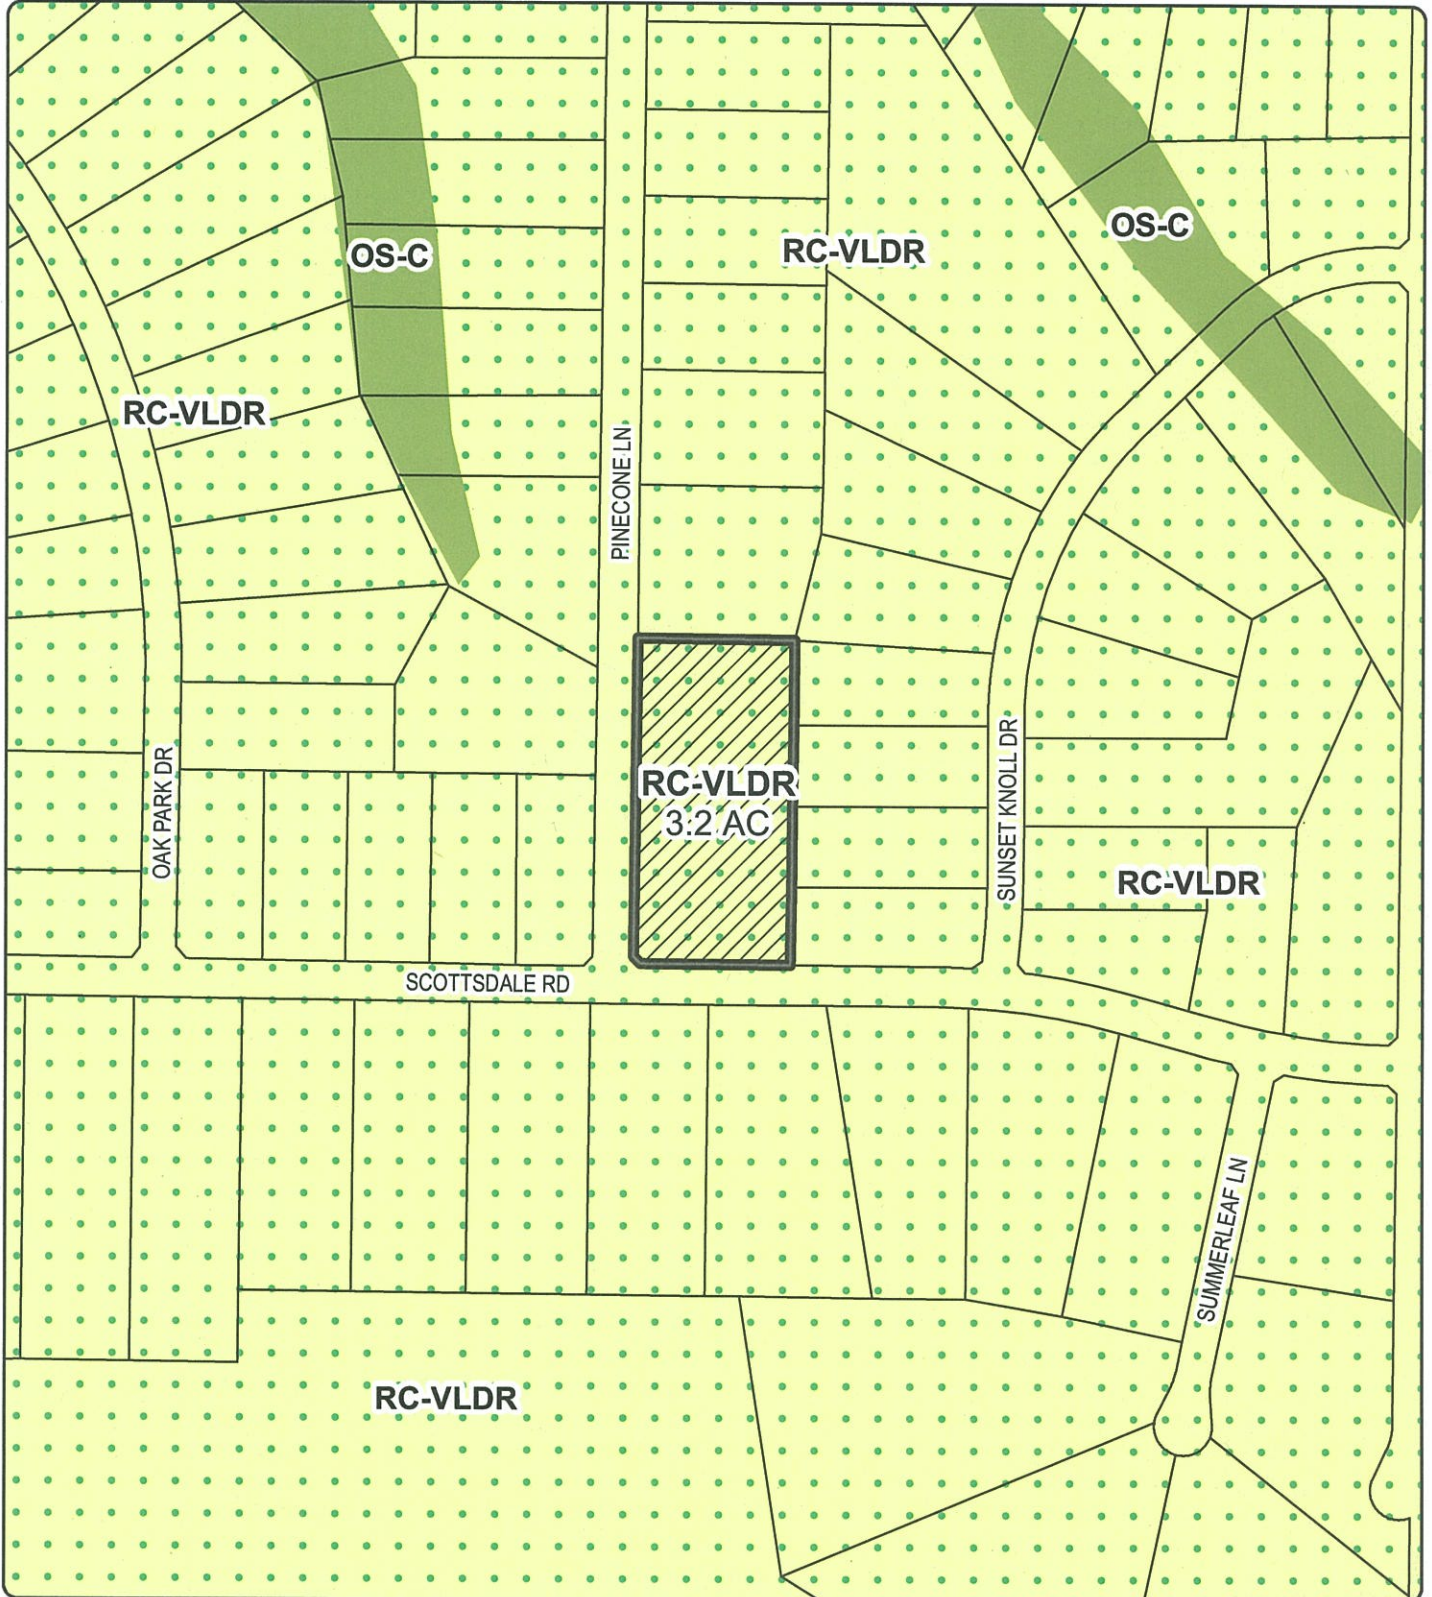 OS-C
RC-VLDR
OS-C
RC-VLDR
PINECONE LN
RC-VLDR
3.2 AC
OAK PARK DR
SUNSET KNOLL DR
RC-VLDR
SCOTTSDALE RD
SUMMERLEAF LN
RC-VLDR